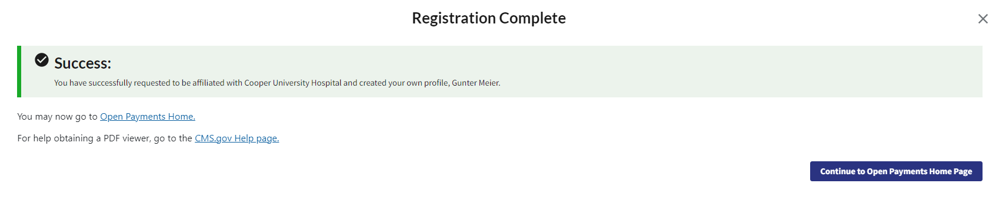 Registration Complete
Success:
You have successfully requested to be affiliated with Cooper University Hospital and created your own profile, Gunter Meier.
You may now go to Open Payments Home.
For help obtaining a PDF viewer, go to the CMS.gov Help page.
Continue to Open Payments Home Page